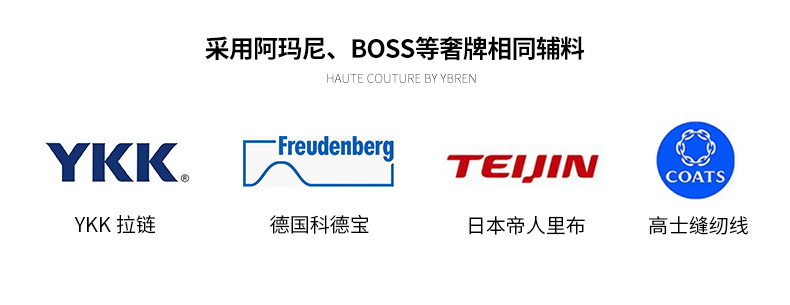 采用阿玛尼、BOSS等奢牌相同辅料
HAUTE COUTURE BY YBREN
YKK®
Freudenberg
TEIJIN
COATS
YKK 拉链
德国科德宝
日本帝人里布
高士缝纫线